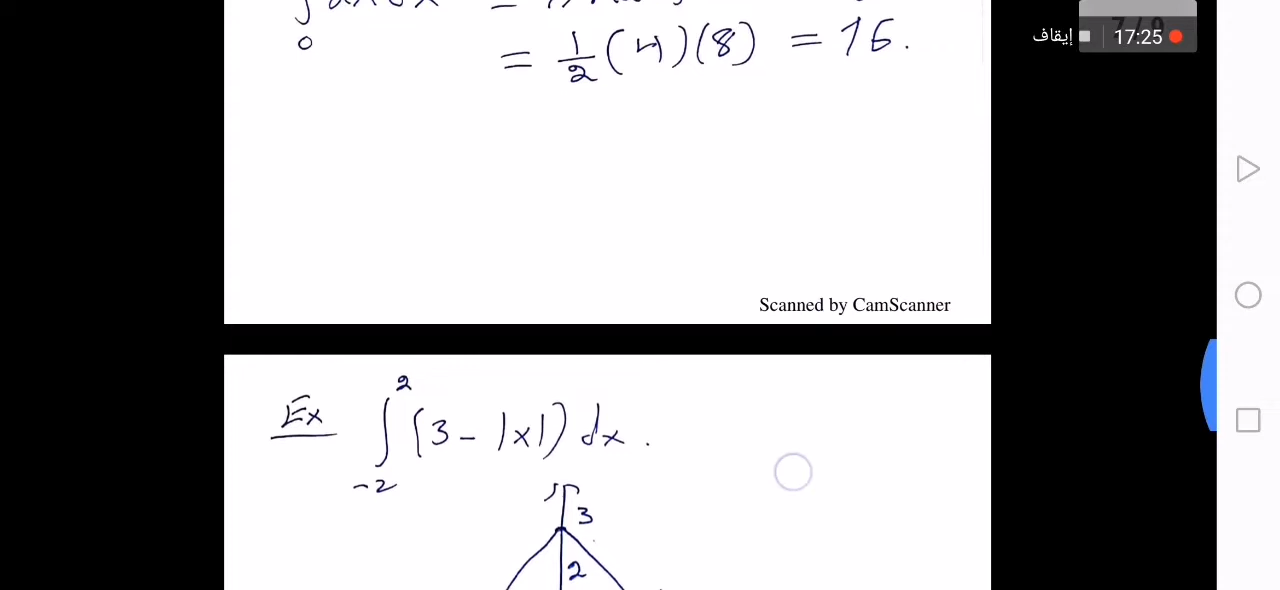 = 1/2 (4)(8) = 16.
17:25
إيقاف
Scanned by CamScanner
Ex ∫_{-2}^{2} (3 - |x|) dx.
3
2